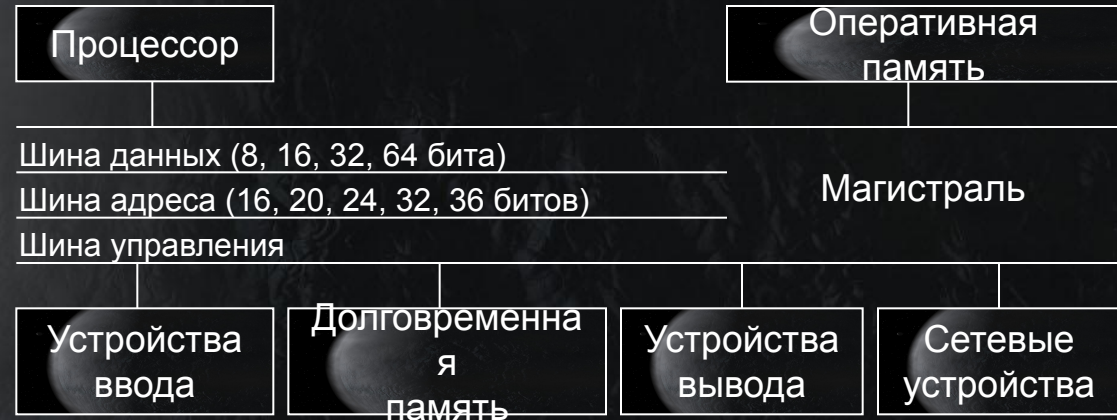 Процессор
Оперативная
память
Шина данных (8, 16, 32, 64 бита)
Шина адреса (16, 20, 24, 32, 36 битов)
Шина управления
Магистраль
Устройства
ввода
Долговременна
я
память
Устройства
вывода
Сетевые
устройства